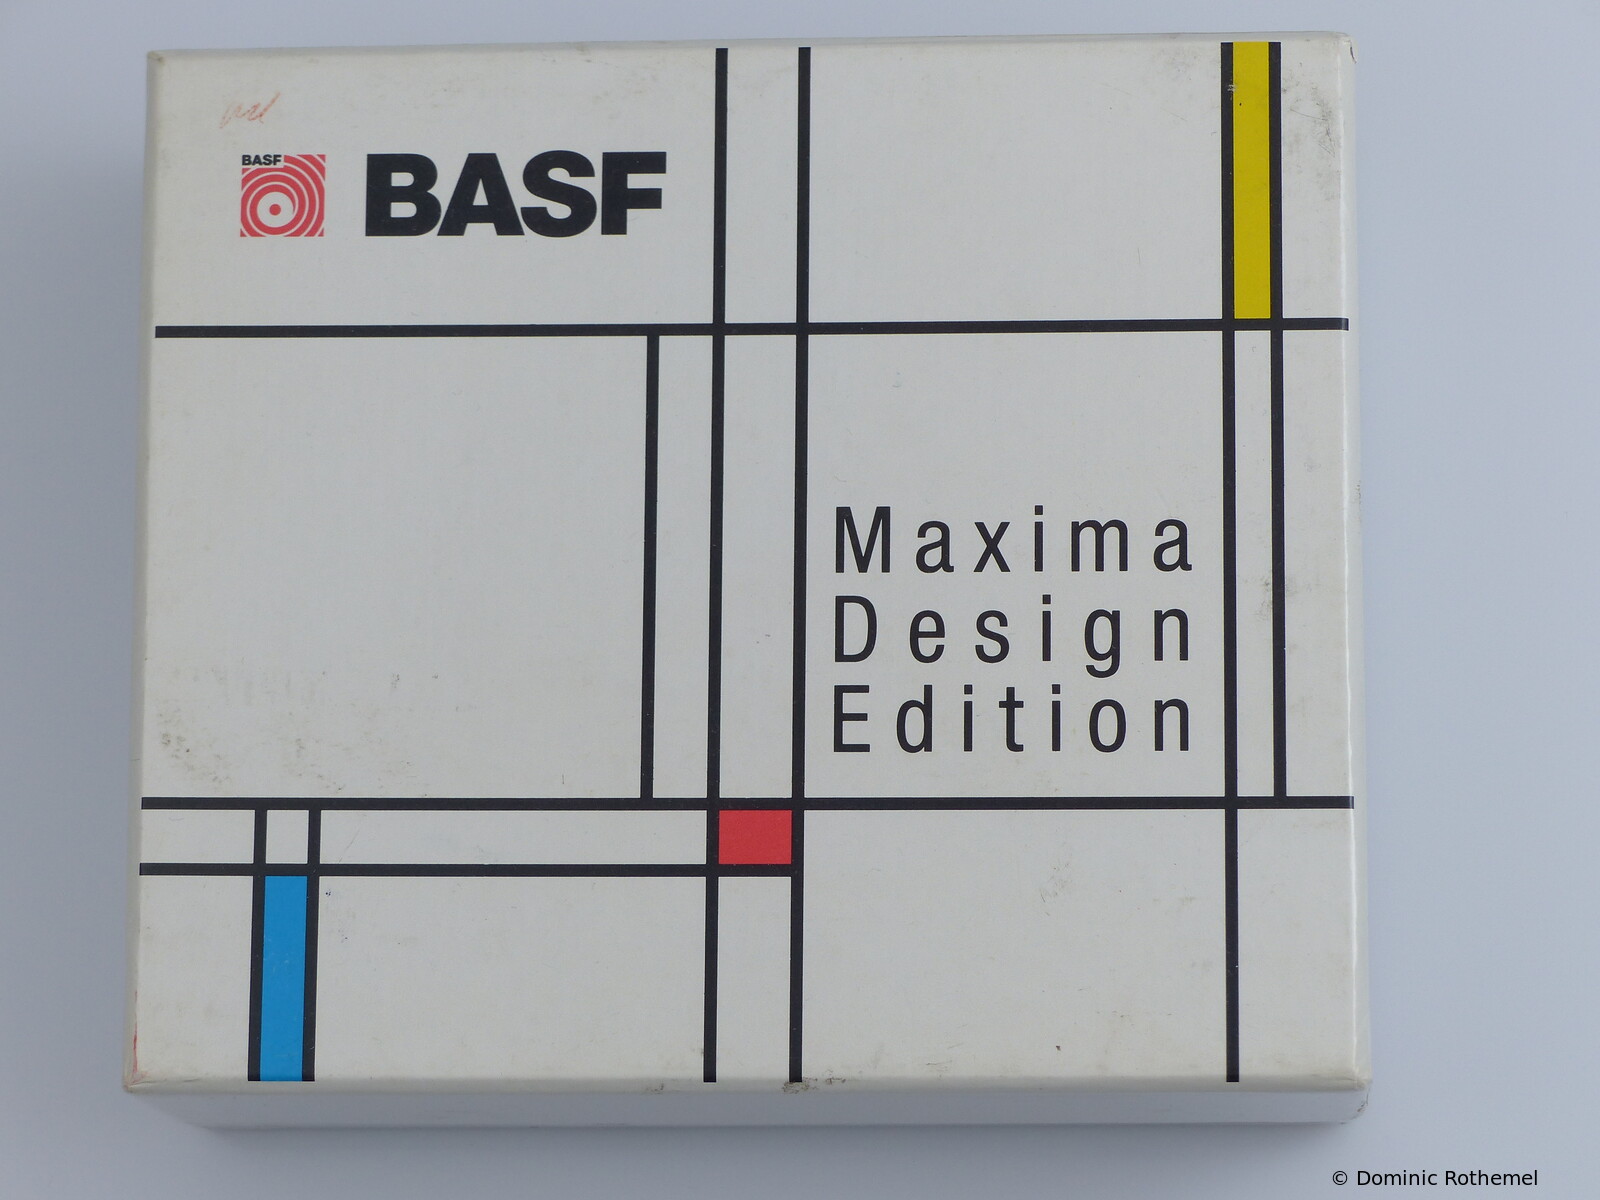 BASF
BASF
Maxima
Design
Edition
© Dominic Rothemel